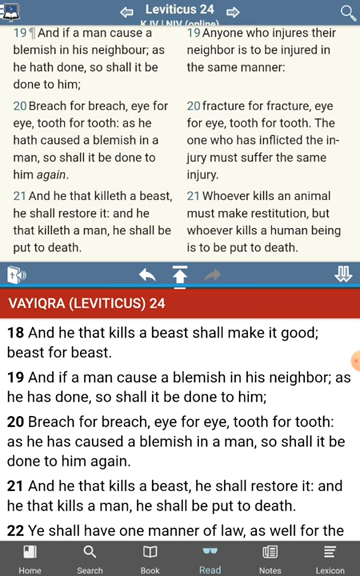 Leviticus 24
KJV | NIV (online)
19 ¶ And if a man cause a
blemish in his neighbour; as
he hath done, so shall it be
done to him;
20 Breach for breach, eye for
eye, tooth for tooth: as he
hath caused a blemish in a
man, so shall it be done to
him again.
21 And he that killeth a beast,
he shall restore it: and he
that killeth a man, he shall be
put to death.
19 Anyone who injures their
neighbor is to be injured in
the same manner:
20 fracture for fracture, eye
for eye, tooth for tooth. The
one who has inflicted the in-
jury must suffer the same
injury.
21 Whoever kills an animal
must make restitution, but
whoever kills a human being
is to be put to death.
VAYIQRA (LEVITICUS) 24
18 And he that kills a beast shall make it good;
beast for beast.
19 And if a man cause a blemish in his neighbor; as
he has done, so shall it be done to him;
20 Breach for breach, eye for eye, tooth for tooth:
as he has caused a blemish in a man, so shall it be
done to him again.
21 And he that kills a beast, he shall restore it: and
he that kills a man, he shall be put to death.
22 Ye shall have one manner of law, as well for the
Home Search Book Read Notes Lexicon